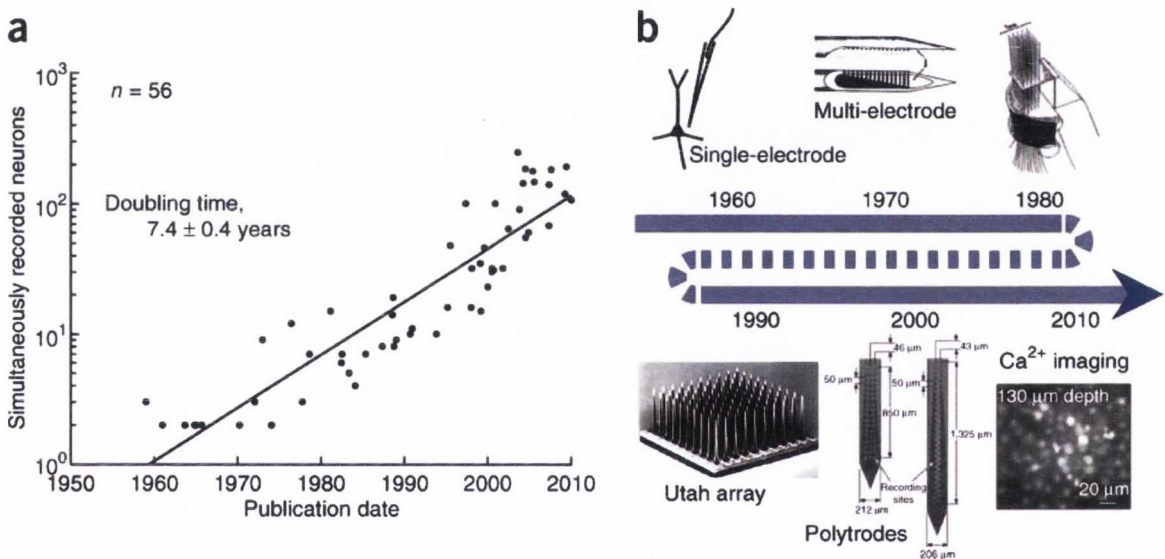 a
10³
10²
10¹
10⁰
Simultaneously recorded neurons
n = 56
Doubling time,
7.4 ± 0.4 years
1950 1960 1970 1980 1990 2000 2010
Publication date
b
Single-electrode
Multi-electrode
1960 1970 1980
1990 2000 2010
Utah array
46 µm
50 µm
850 µm
212 µm
43 µm
50 µm
1,325 µm
206 µm
Recording
sites
Polytrodes
Ca²⁺ imaging
130 µm depth
20 µm